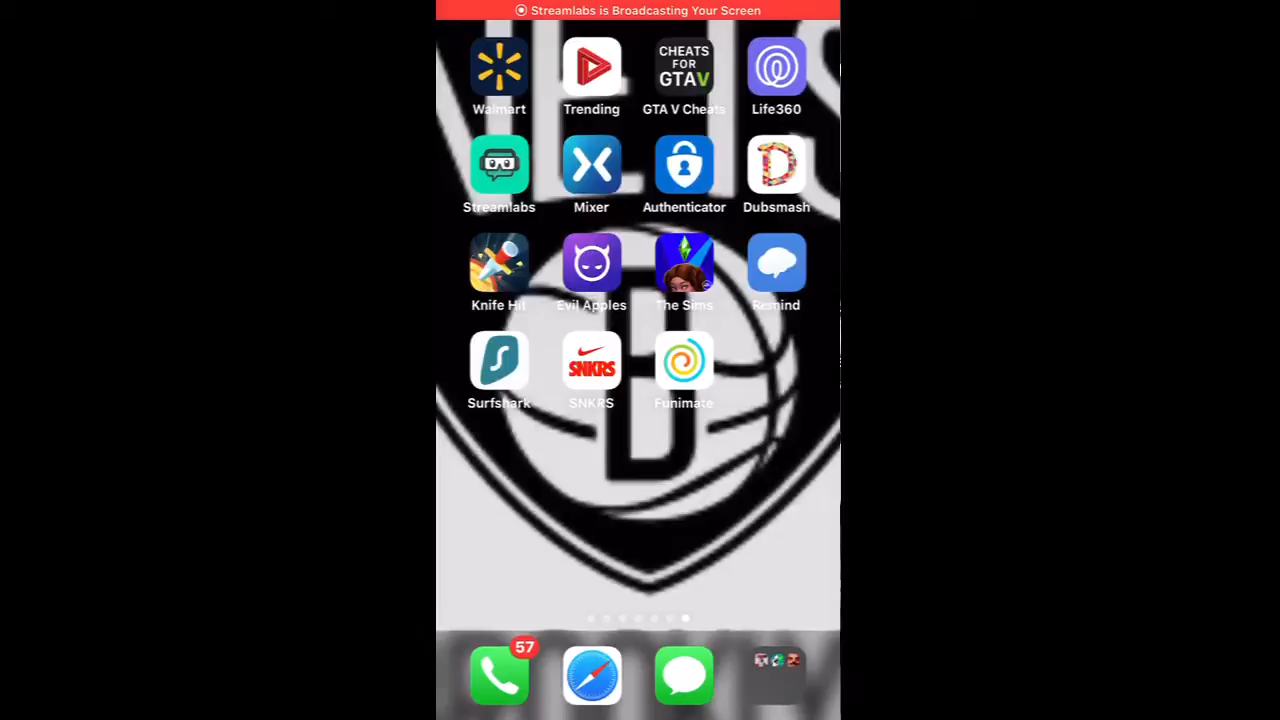 Streamlabs is Broadcasting Your Screen
CHEATS
FOR
GTAV
Walmart
Trending
GTA V Cheats
Life360
D
Streamlabs
Mixer
Authenticator
Dubsmash
Knife Hit
Evil Apples
The Sims
Remind
S
SNKRS
Surfshark
SNKRS
Funimate
B
57